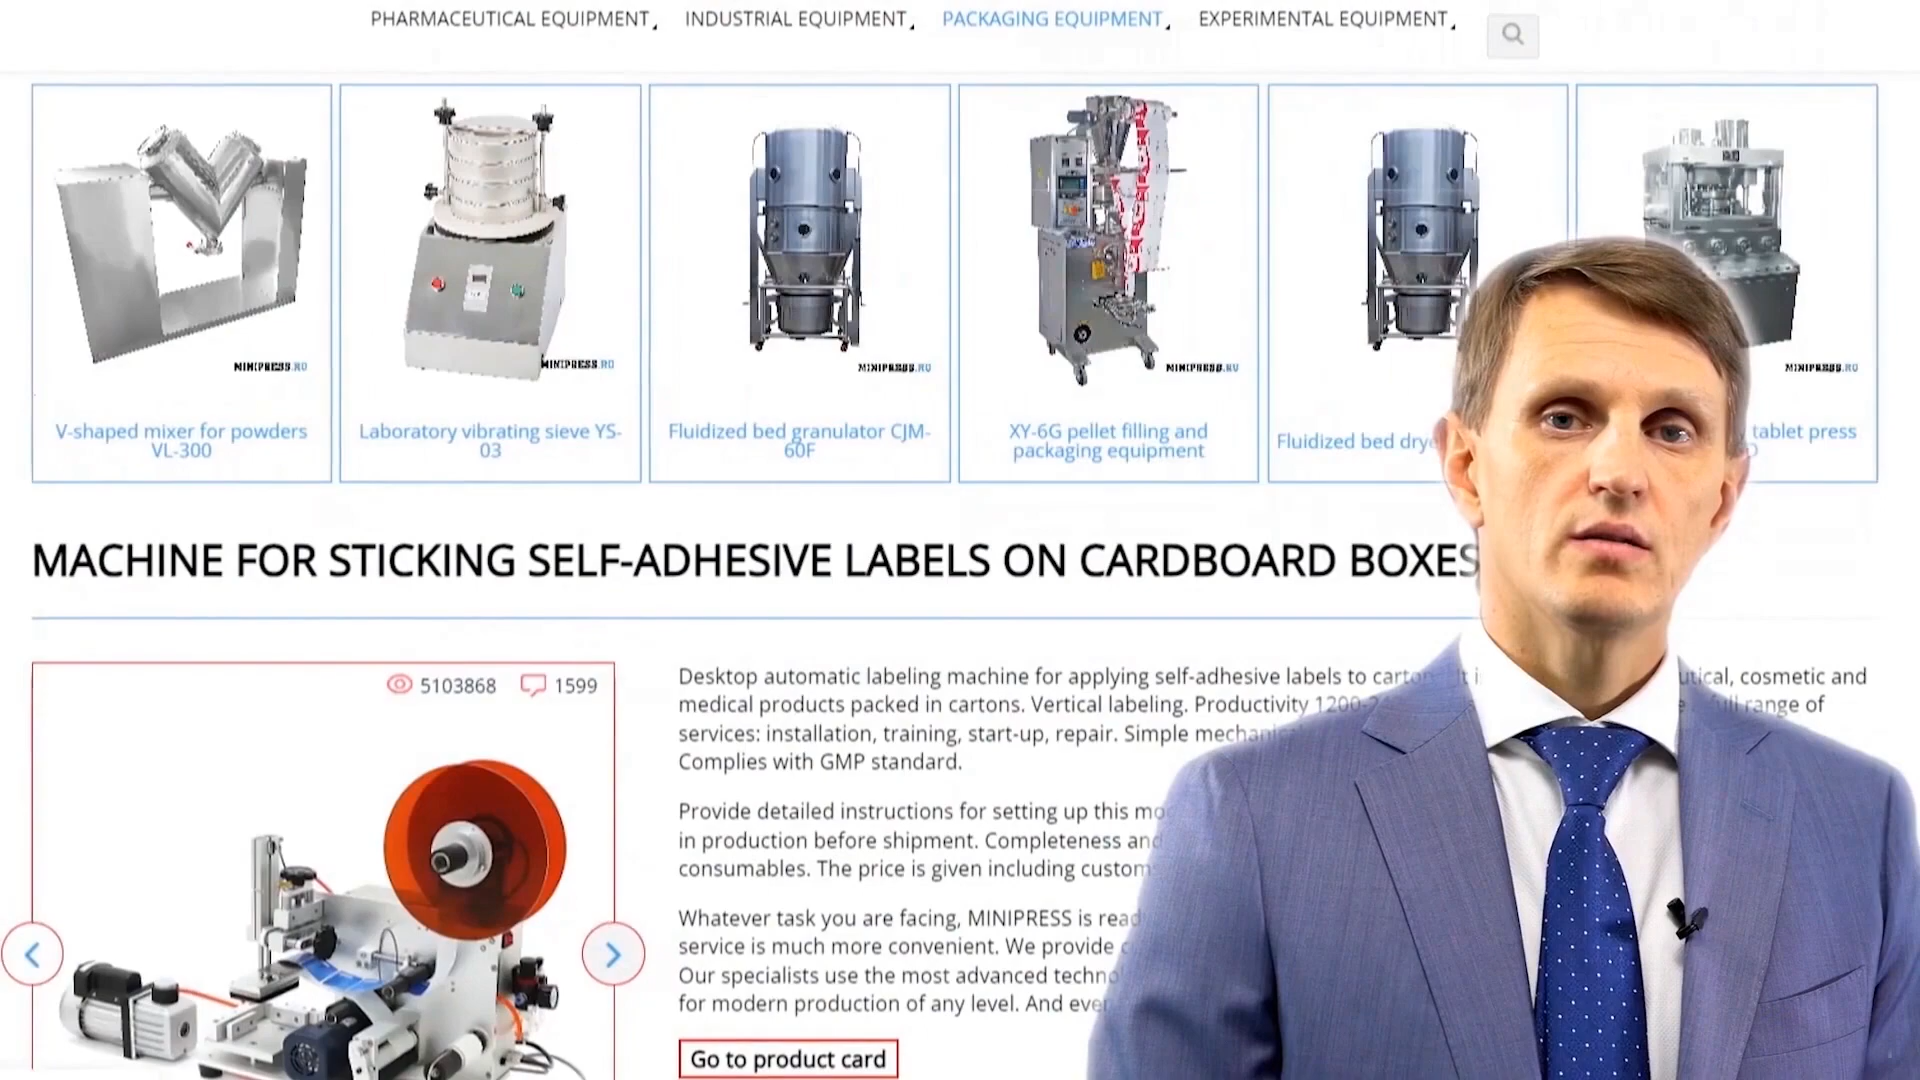 PHARMACEUTICAL EQUIPMENT
INDUSTRIAL EQUIPMENT
PACKAGING EQUIPMENT
EXPERIMENTAL EQUIPMENT
MINIPRESS.RU
MINIPRESS.RU
MINIPRESS.RU
MINIPRESS.RU
MINIPRESS.RU
V-shaped mixer for powders
VL-300
Laboratory vibrating sieve YS-
03
Fluidized bed granulator CJM-
60F
XY-6G pellet filling and
packaging equipment
Fluidized bed
tablet press
MACHINE FOR STICKING SELF-ADHESIVE LABELS ON CARDBOARD BOXES
5103868 1599
Desktop automatic labeling machine for applying self-adhesive labels to cosmetic and
medical products packed in cartons. Vertical labeling. Productivity full range of
services: installation, training, start-up, repair. Simple
Complies with GMP standard.
Provide detailed instructions for setting up this
in production before shipment. Completeness and
consumables. The price is given including
Whatever task you are facing, MINIPRESS is
service is much more convenient. We provide
Our specialists use the most advanced
for modern production of any level. And
Go to product card